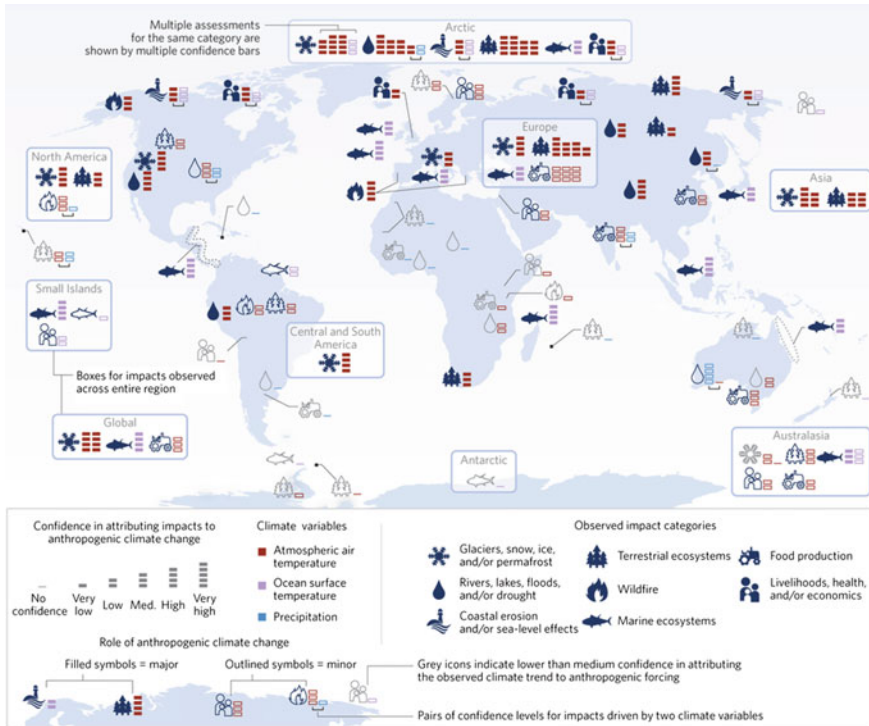 Multiple assessments
for the same category are
shown by multiple confidence bars
Arctic
North America
Europe
Asia
Small Islands
Central and South
America
Boxes for impacts observed
across entire region
Global
Antarctic
Australasia
Confidence in attributing impacts to
anthropogenic climate change
No
confidence
Very
low
Low
Med.
High
Very
high
Climate variables
Atmospheric air
temperature
Ocean surface
temperature
Precipitation
Observed impact categories
Glaciers, snow, ice,
and/or permafrost
Rivers, lakes, floods,
and/or drought
Coastal erosion
and/or sea-level effects
Terrestrial ecosystems
Wildfire
Marine ecosystems
Food production
Livelihoods, health,
and/or economics
Role of anthropogenic climate change
Filled symbols = major
Outlined symbols = minor
Grey icons indicate lower than medium confidence in attributing
the observed climate trend to anthropogenic forcing
Pairs of confidence levels for impacts driven by two climate variables